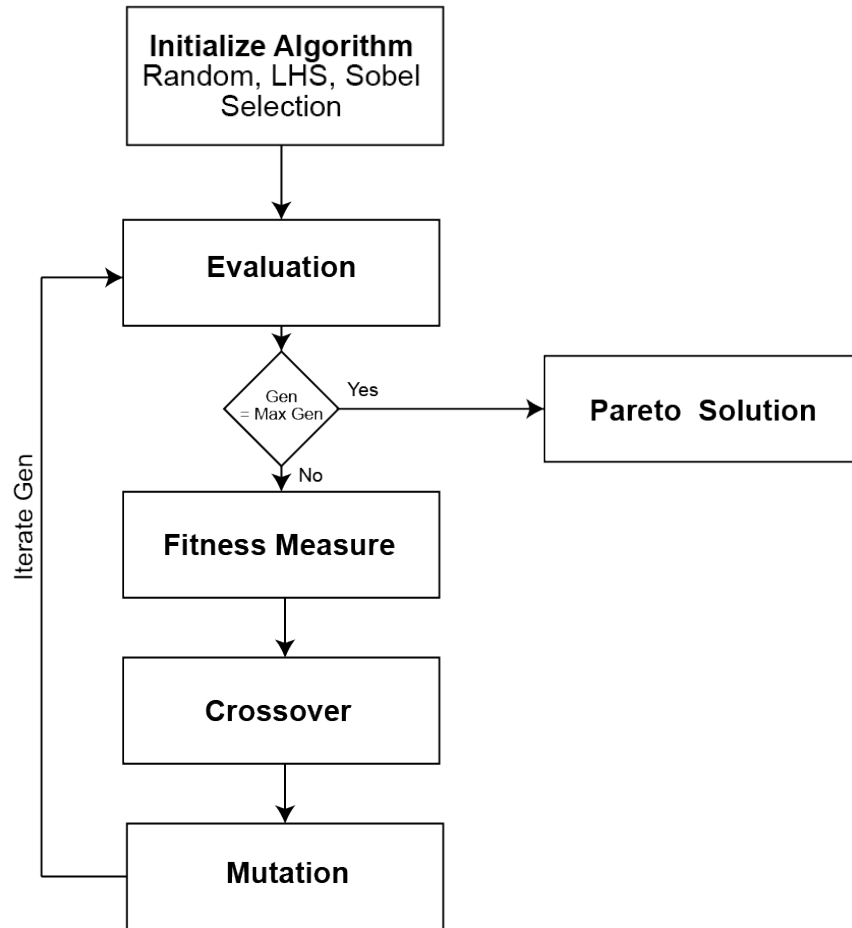 Initialize Algorithm
Random, LHS, Sobel
Selection
Evaluation
Gen
= Max Gen
Yes
Pareto Solution
No
Iterate Gen
Fitness Measure
Crossover
Mutation